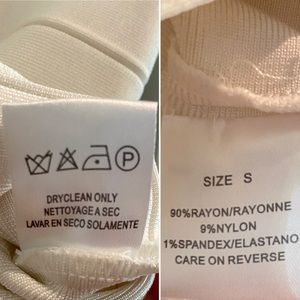 P
DRYCLEAN ONLY
NETTOYAGE A SEC
LAVAR EN SECO SOLAMENTE
SIZE S
90%RAYON/RAYONNE
9%NYLON
1%SPANDEX/ELASTANO
CARE ON REVERSE